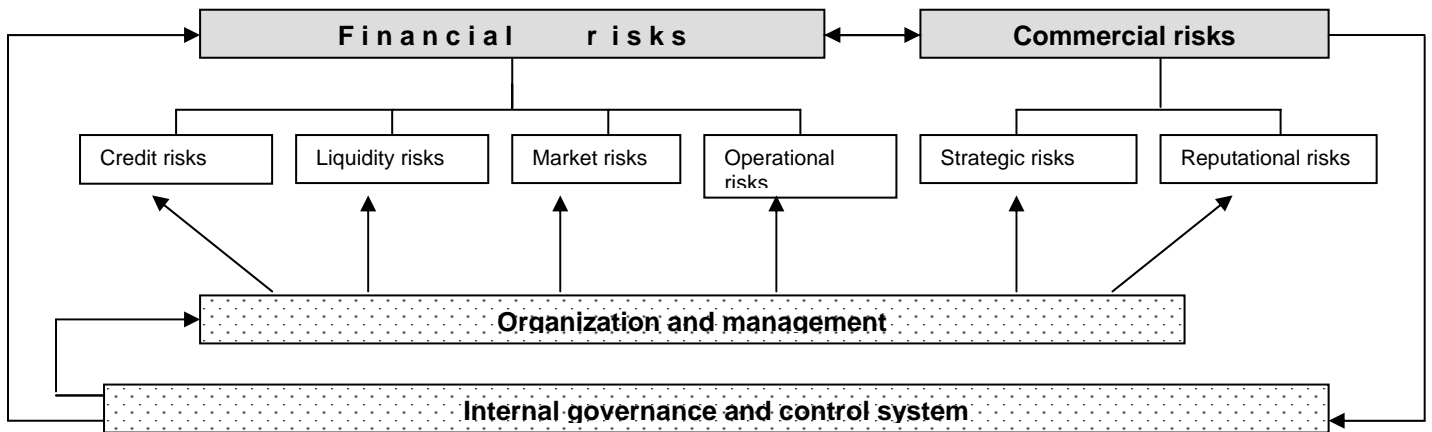 Financial risks
Commercial risks
Credit risks
Liquidity risks
Market risks
Operational
risks
Strategic risks
Reputational risks
Organization and management
Internal governance and control system